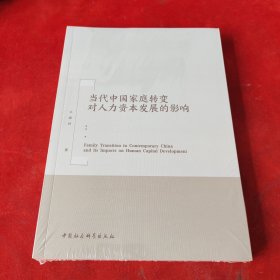 当代中国家庭转变
对人力资本发展的影响
Family Transition in Contemporary China
and Its Impacts on Human Capital Development
著
中国社会科学出版社